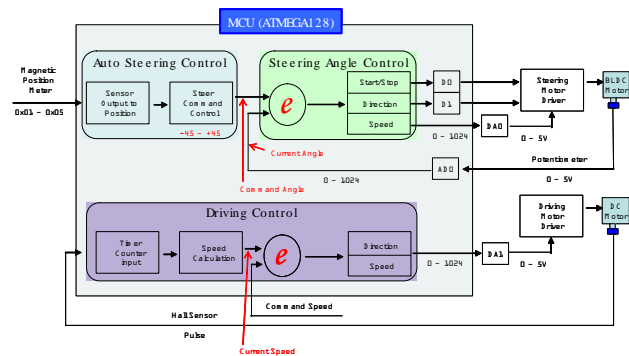 MCU (ATMEGA128)
Auto Steering Control
Steering Angle Control
Magnetic
Position
Meter
0x01 - 0x05
Sensor
Output to
Position
Steer
Command
Control
-45 - +45
e
Start/Stop
Direction
Speed
D0
D1
0 - 1024
DA0
0 - 5V
Steering
Motor
Driver
BLDC
Motor
Current Angle
Command Angle
0 - 1024
AD0
Potentiometer
0 - 5V
Driving Control
Timer
Counter
input
Speed
Calculation
e
Direction
Speed
0 - 1024
DA1
0 - 5V
Driving
Motor
Driver
DC
Motor
Command Speed
Hall Sensor
Pulse
Current Speed